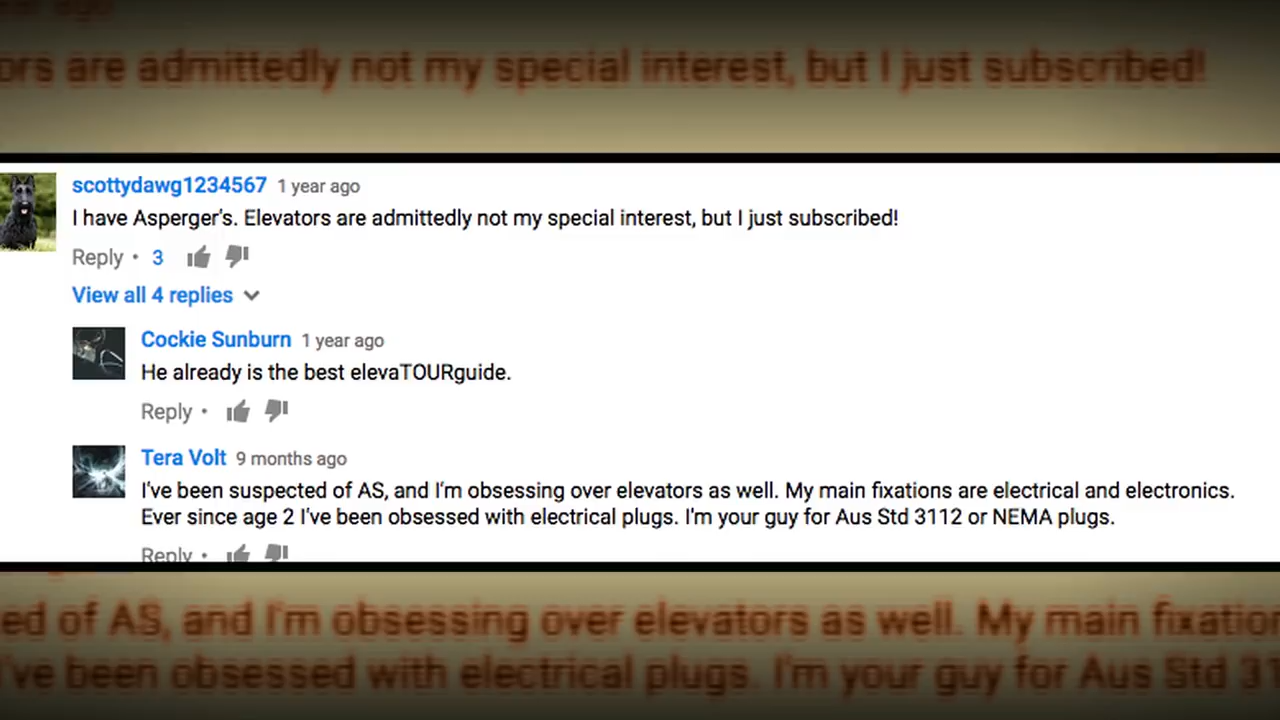 ago
ors are admittedly not my special interest, but I just subscribed!
scottydawg1234567 1 year ago
I have Asperger's. Elevators are admittedly not my special interest, but I just subscribed!
Reply • 3
View all 4 replies
Cockie Sunburn 1 year ago
He already is the best elevaTOURguide.
Reply •
Tera Volt 9 months ago
I've been suspected of AS, and I'm obsessing over elevators as well. My main fixations are electrical and electronics.
Ever since age 2 I've been obsessed with electrical plugs. I'm your guy for Aus Std 3112 or NEMA plugs.
Reply •
ed of AS, and I'm obsessing over elevators as well. My main fixation
I've been obsessed with electrical plugs. I'm your guy for Aus Std 31